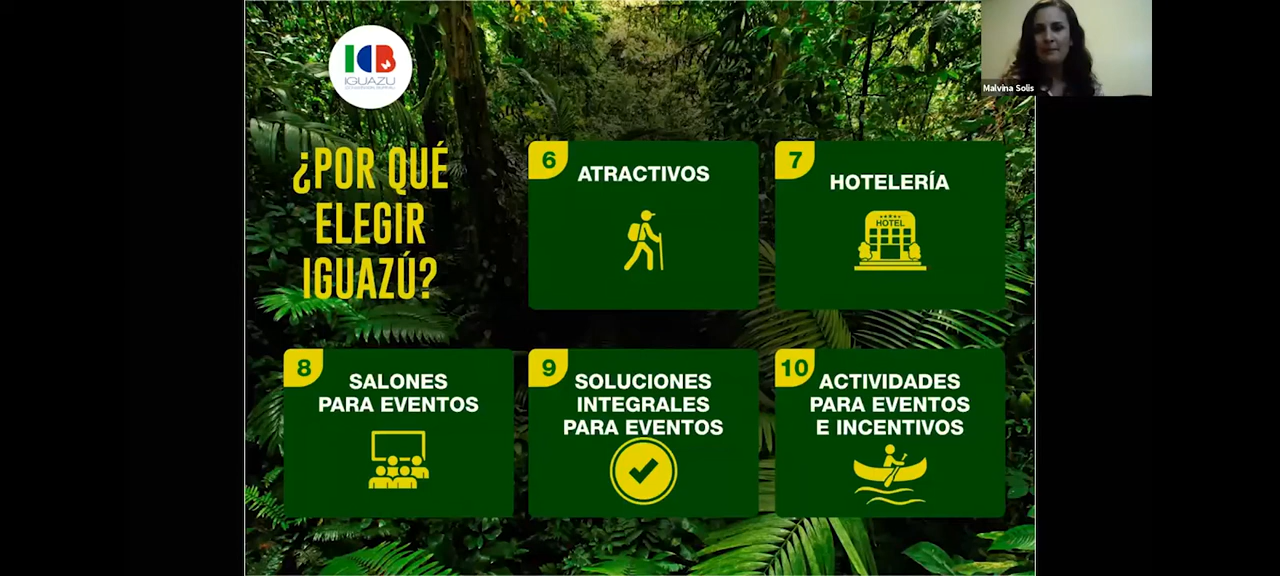 ICB
IGUAZU
¿POR QUÉ
ELEGIR
IGUAZÚ?
6
ATRACTIVOS
7
HOTELERÍA
HOTEL
8
SALONES
PARA EVENTOS
9
SOLUCIONES
INTEGRALES
PARA EVENTOS
10
ACTIVIDADES
PARA EVENTOS
E INCENTIVOS
Malvina Solis